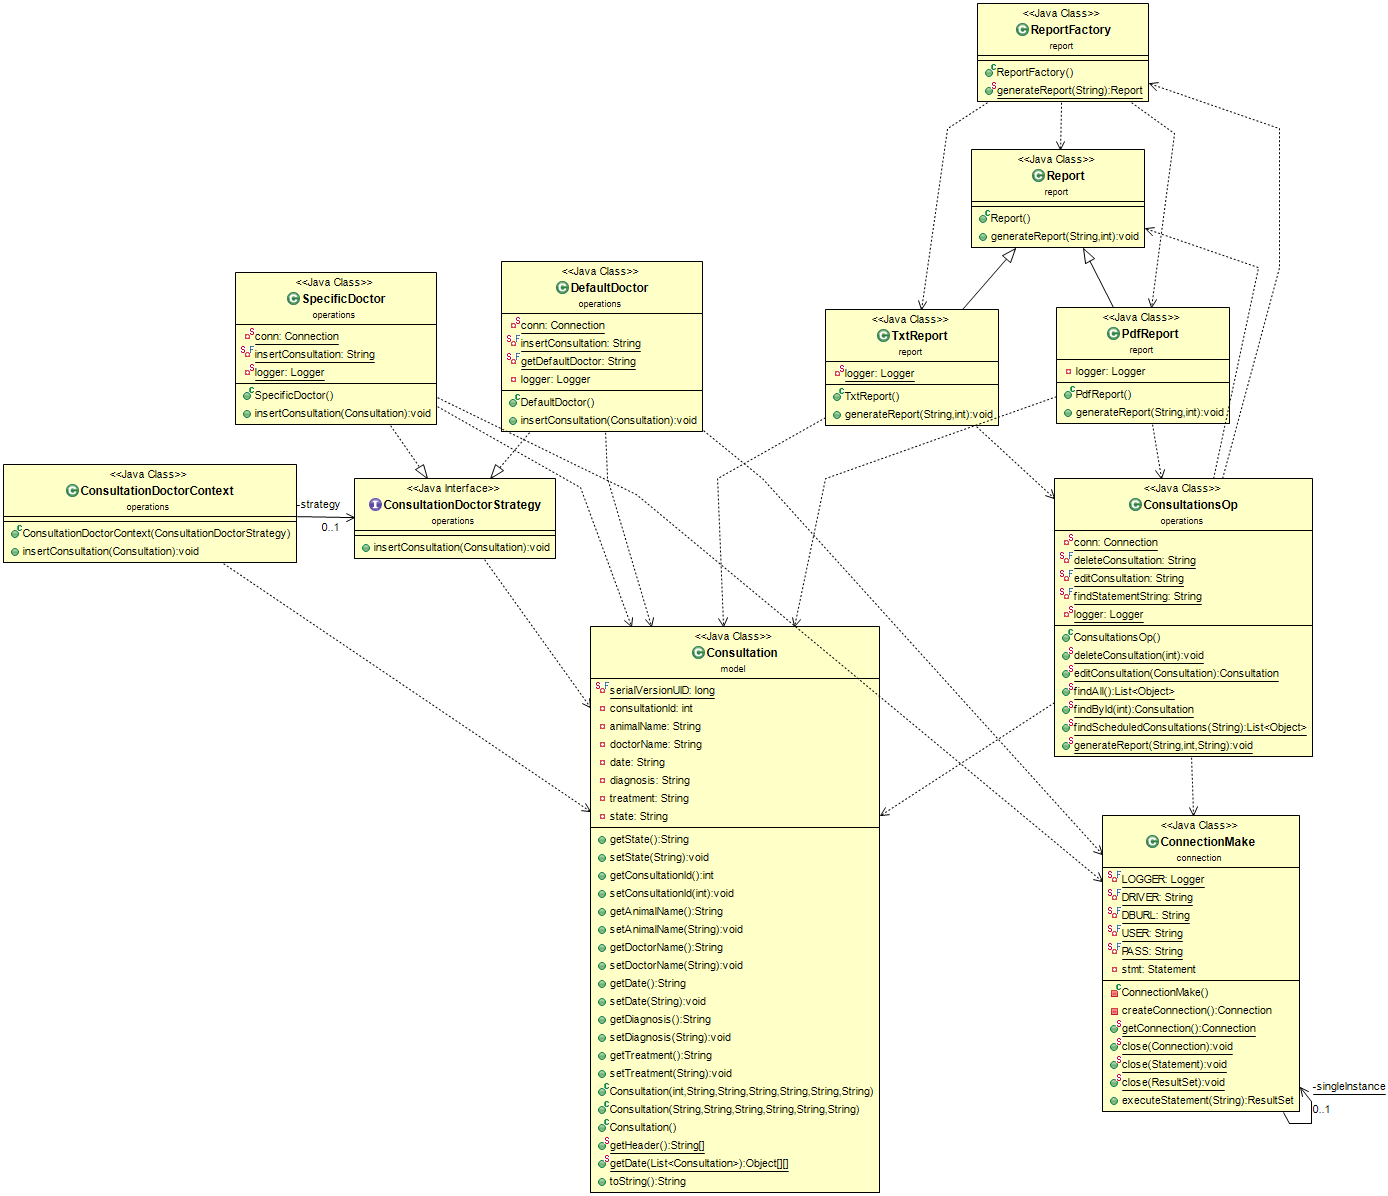 <<Java Class>>
ReportFactory
report
ReportFactory()
generateReport(String):Report
<<Java Class>>
Report
report
Report()
generateReport(String,int):void
<<Java Class>>
SpecificDoctor
operations
conn: Connection
insertConsultation: String
logger: Logger
SpecificDoctor()
insertConsultation(Consultation):void
<<Java Class>>
DefaultDoctor
operations
conn: Connection
insertConsultation: String
getDefaultDoctor: String
logger: Logger
DefaultDoctor()
insertConsultation(Consultation):void
<<Java Class>>
TxtReport
report
logger: Logger
TxtReport()
generateReport(String,int):void
<<Java Class>>
PdfReport
report
logger: Logger
PdfReport()
generateReport(String,int):void
<<Java Class>>
ConsultationDoctorContext
operations
ConsultationDoctorContext(ConsultationDoctorStrategy)
insertConsultation(Consultation):void
-strategy
0..1
<<Java Interface>>
ConsultationDoctorStrategy
operations
insertConsultation(Consultation):void
<<Java Class>>
ConsultationsOp
operations
conn: Connection
deleteConsultation: String
editConsultation: String
findStatementString: String
logger: Logger
ConsultationsOp()
deleteConsultation(int):void
editConsultation(Consultation):Consultation
findAll():List<Object>
findById(int):Consultation
findScheduledConsultations(String):List<Object>
generateReport(String,int,String):void
<<Java Class>>
Consultation
model
serialVersionUID: long
consultationId: int
animalName: String
doctorName: String
date: String
diagnosis: String
treatment: String
state: String
getState():String
setState(String):void
getConsultationId():int
setConsultationId(int):void
getAnimalName():String
setAnimalName(String):void
getDoctorName():String
setDoctorName(String):void
getDate():String
setDate(String):void
getDiagnosis():String
setDiagnosis(String):void
getTreatment():String
setTreatment(String):void
Consultation(int,String,String,String,String,String,String)
Consultation(String,String,String,String,String,String)
Consultation()
getHeader():String[]
getDate(List<Consultation>):Object[][]
toString():String
<<Java Class>>
ConnectionMake
connection
LOGGER: Logger
DRIVER: String
DBURL: String
USER: String
PASS: String
stmt: Statement
ConnectionMake()
createConnection():Connection
getConnection():Connection
close(Connection):void
close(Statement):void
close(ResultSet):void
executeStatement(String):ResultSet
-singleInstance
0..1